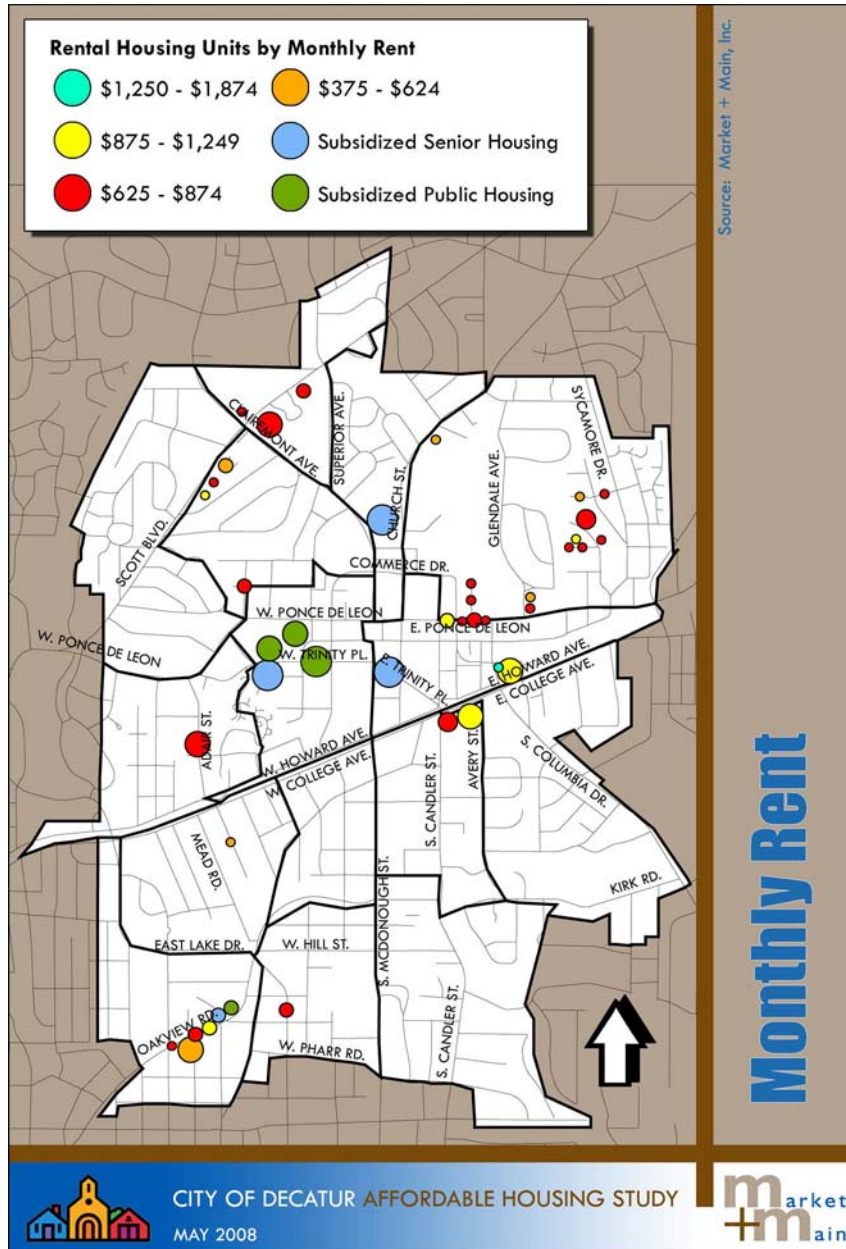 Rental Housing Units by Monthly Rent
$1,250 - $1,874
$375 - $624
$875 - $1,249
Subsidized Senior Housing
$625 - $874
Subsidized Public Housing
Source: Market + Main, Inc.
SYCAMORE DR.
CLAIREMONT AVE.
SUPERIOR AVE.
CHURCH ST.
GLENDALE AVE.
SCOTT BLVD.
COMMERCE DR.
W. PONCE DE LEON
E. PONCE DE LEON
W. PONCE DE LEON
W. TRINITY PL.
E. TRINITY PL.
E. HOWARD AVE.
E. COLLEGE AVE.
ADAIR ST.
W. HOWARD AVE.
W. COLLEGE AVE.
S. CANDLER ST.
AVERY ST.
S. COLUMBIA DR.
MEAD RD.
KIRK RD.
S. MCDONOUGH ST.
EAST LAKE DR.
W. HILL ST.
OAKVIEW RD.
W. PHARR RD.
S. CANDLER ST.
Monthly Rent
CITY OF DECATUR AFFORDABLE HOUSING STUDY
MAY 2008
market
+main